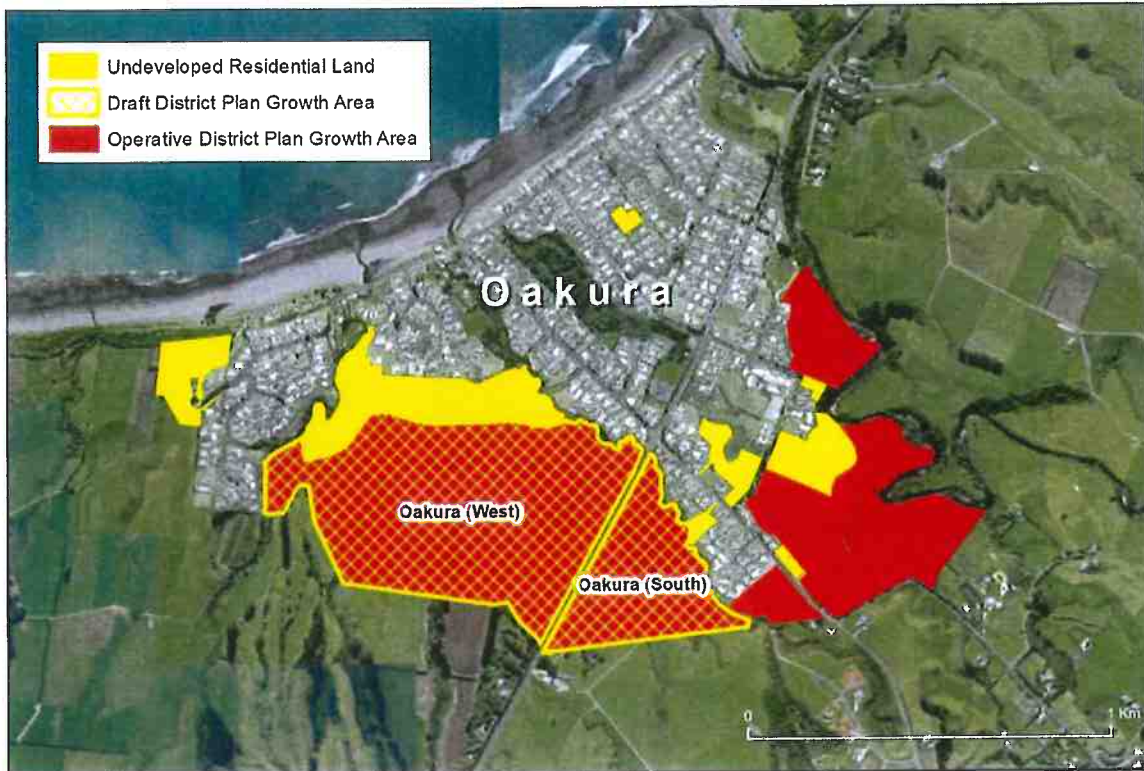 Undeveloped Residential Land
Draft District Plan Growth Area
Operative District Plan Growth Area
Oakura
Oakura (West)
Oakura (South)
0
1 Km